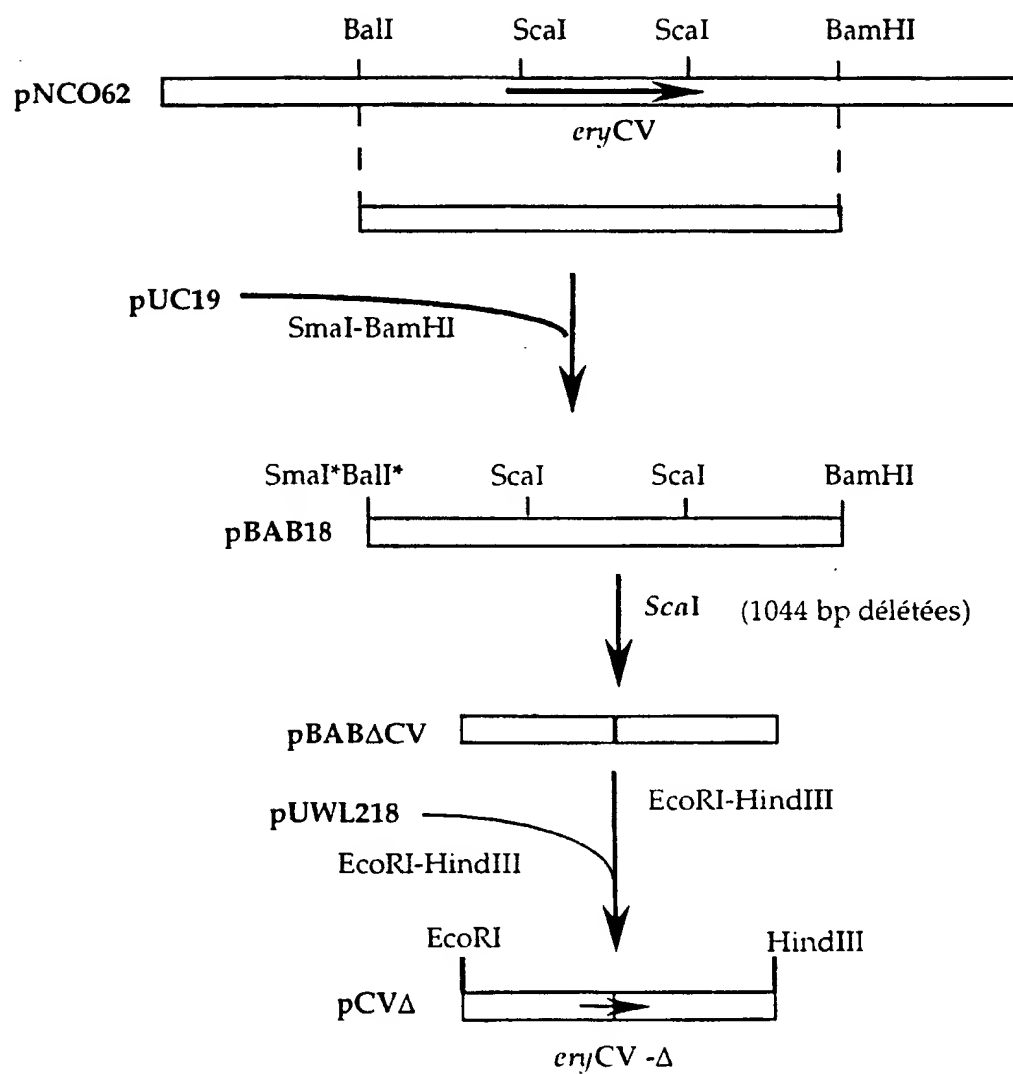 BalI ScaI ScaI BamHI
pNCO62
eryCV
pUC19
SmaI-BamHI
SmaI*BalI* ScaI ScaI BamHI
pBAB18
ScaI (1044 bp délétées)
pBABΔCV
EcoRI-HindIII
pUWL218
EcoRI-HindIII
EcoRI HindIII
pCVΔ
eryCV -Δ